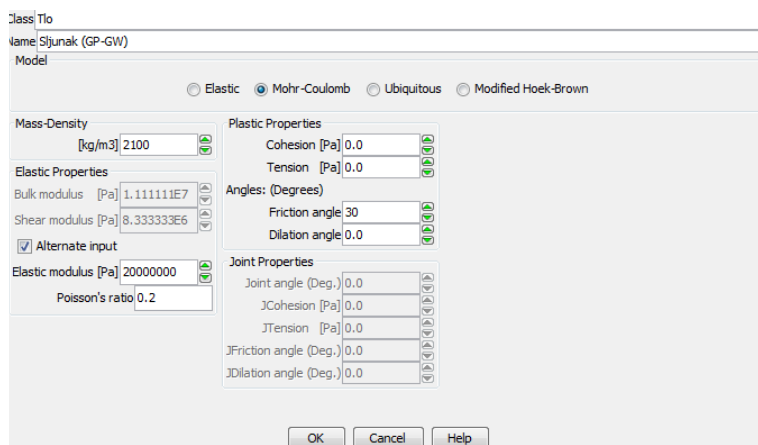 Class Tlo
Name Sljunak (GP-GW)
Model
Elastic Mohr-Coulomb Ubiquitous Modified Hoek-Brown
Mass-Density
[kg/m3] 2100
Elastic Properties
Bulk modulus [Pa] 1.111111E7
Shear modulus [Pa] 8.333333E6
Alternate input
Elastic modulus [Pa] 20000000
Poisson's ratio 0.2
Plastic Properties
Cohesion [Pa] 0.0
Tension [Pa] 0.0
Angles: (Degrees)
Friction angle 30
Dilation angle 0.0
Joint Properties
Joint angle (Deg.) 0.0
JCohesion [Pa] 0.0
JTension [Pa] 0.0
JFriction angle (Deg.) 0.0
JDilation angle (Deg.) 0.0
OK Cancel Help